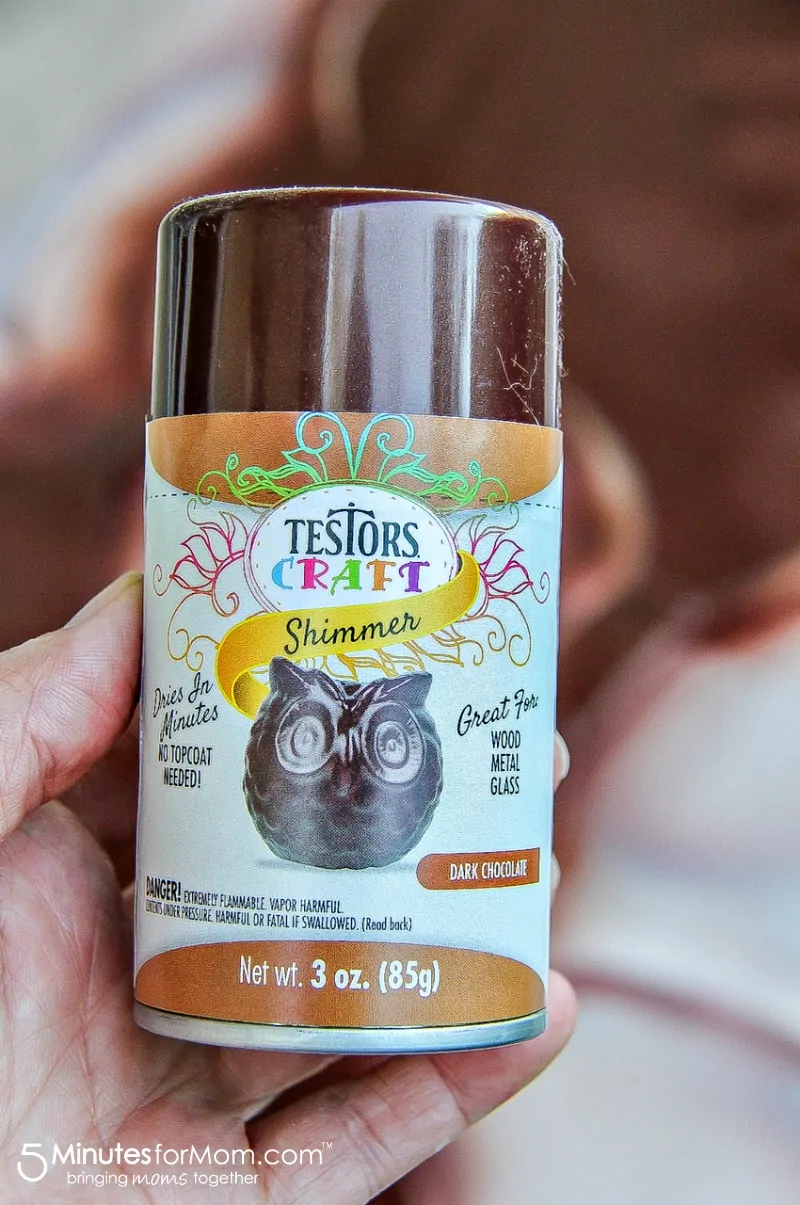 TESTORS
CRAFT
Shimmer
Dries In
Minutes
NO TOPCOAT
NEEDED!
Great For:
WOOD
METAL
GLASS
DARK CHOCOLATE
DANGER! EXTREMELY FLAMMABLE. VAPOR HARMFUL.
CONTENTS UNDER PRESSURE. HARMFUL OR FATAL IF SWALLOWED. (Read back)
Net wt. 3 oz. (85g)
5MinutesforMom.com™
bringing moms together